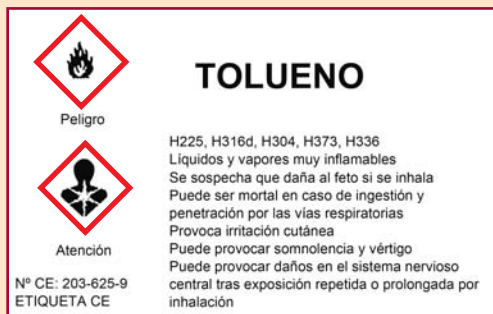 TOLUENO
Peligro
H225, H316d, H304, H373, H336
Líquidos y vapores muy inflamables
Se sospecha que daña al feto si se inhala
Puede ser mortal en caso de ingestión y
penetración por las vías respiratorias
Provoca irritación cutánea
Puede provocar somnolencia y vértigo
Puede provocar daños en el sistema nervioso
central tras exposición repetida o prolongada por
inhalación
Atención
Nº CE: 203-625-9
ETIQUETA CE